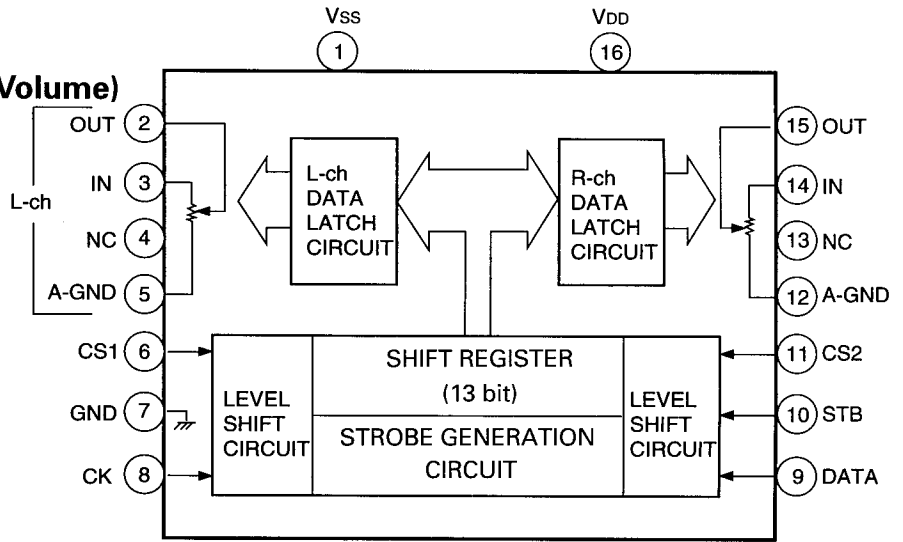 Vss
1
VDD
16
Volume)
OUT 2
IN 3
L-ch
NC 4
A-GND 5
CS1 6
GND 7
CK 8
L-ch
DATA
LATCH
CIRCUIT
R-ch
DATA
LATCH
CIRCUIT
15 OUT
14 IN
13 NC
12 A-GND
11 CS2
10 STB
9 DATA
LEVEL
SHIFT
CIRCUIT
SHIFT REGISTER
(13 bit)
STROBE GENERATION
CIRCUIT
LEVEL
SHIFT
CIRCUIT